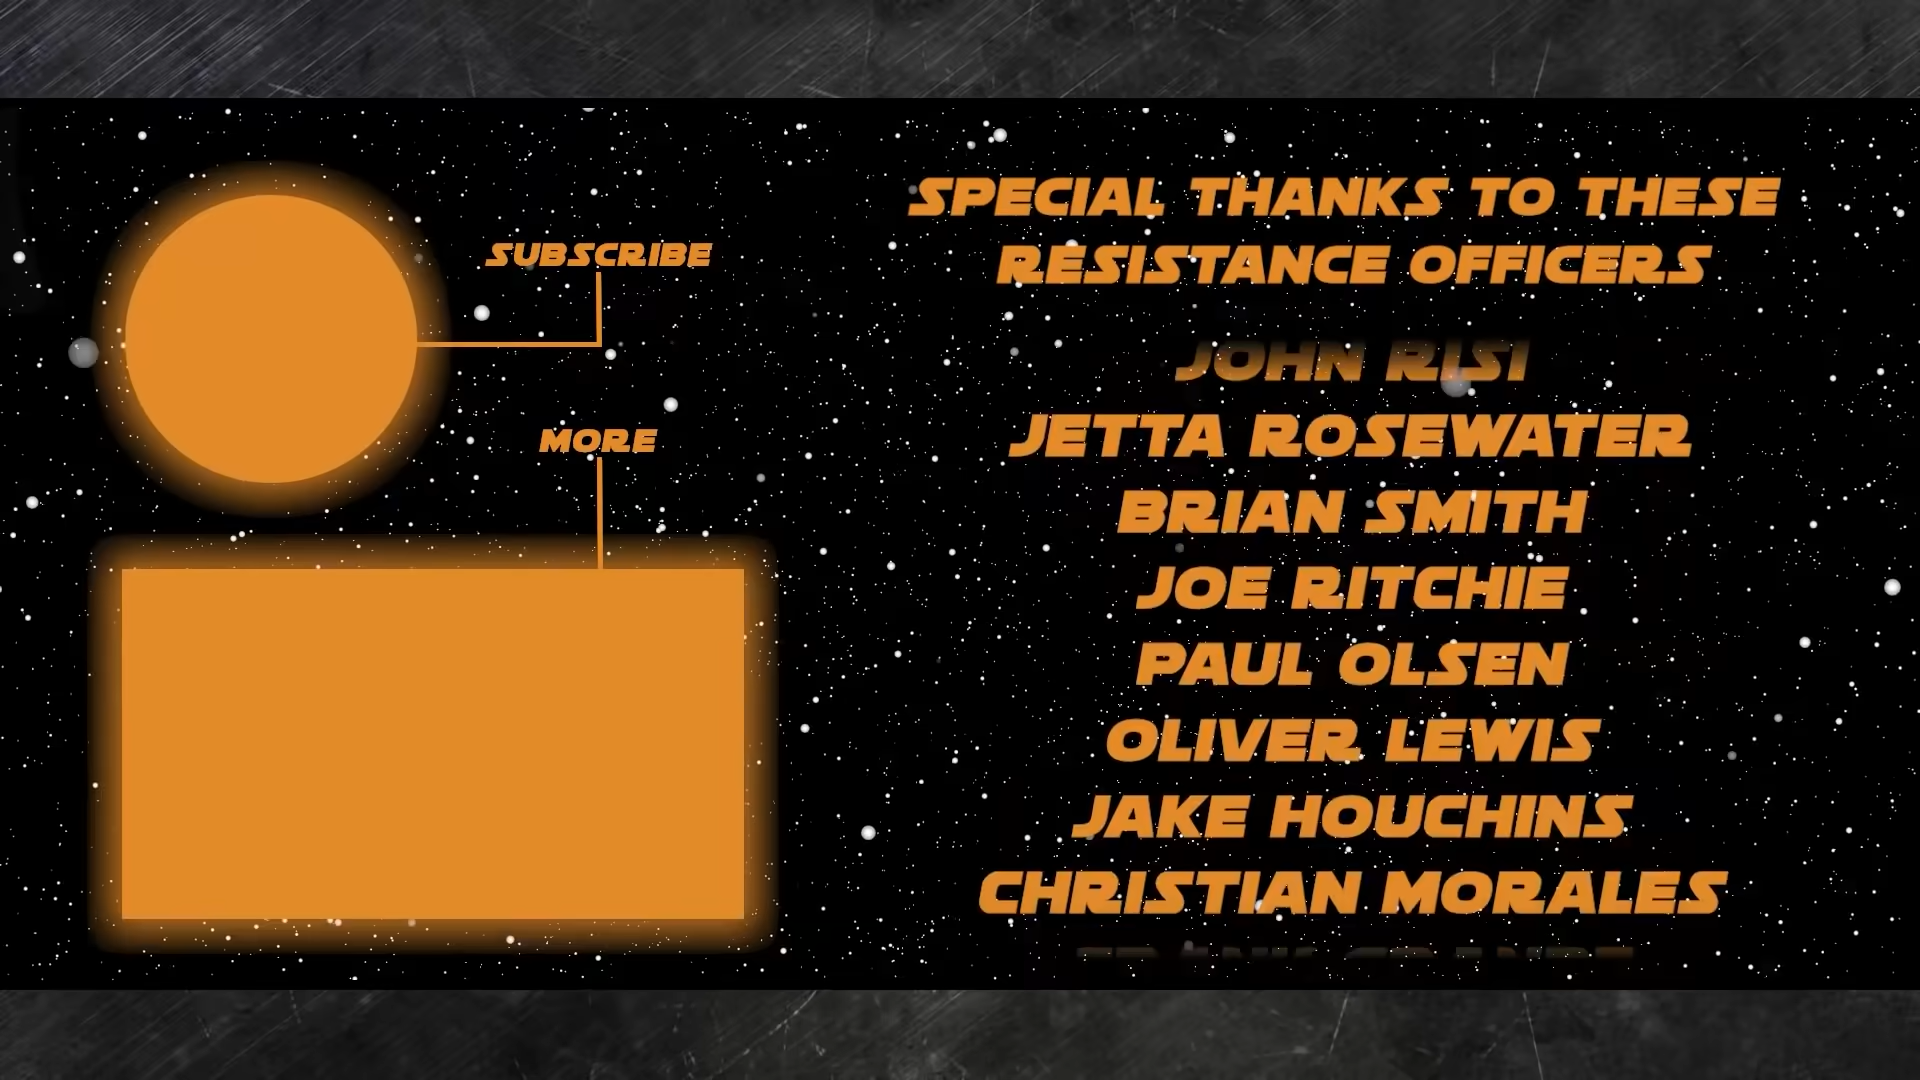 SUBSCRIBE
MORE
SPECIAL THANKS TO THESE
RESISTANCE OFFICERS
JOHN RISI
JETTA ROSEWATER
BRIAN SMITH
JOE RITCHIE
PAUL OLSEN
OLIVER LEWIS
JAKE HOUCHINS
CHRISTIAN MORALES